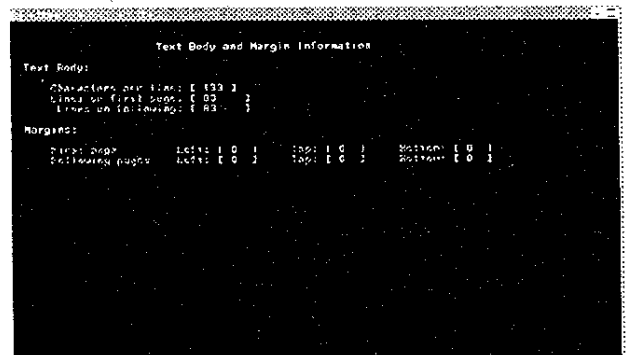 Text Body and Margin Information
Text Body:
Characters per line: [ 133 ]
Lines on first page: [ 83 ]
Lines on following: [ 83 ]
Margins:
First page Left: [ 0 ] Top: [ 0 ] Bottom: [ 0 ]
Following pages Left: [ 0 ] Top: [ 0 ] Bottom: [ 0 ]